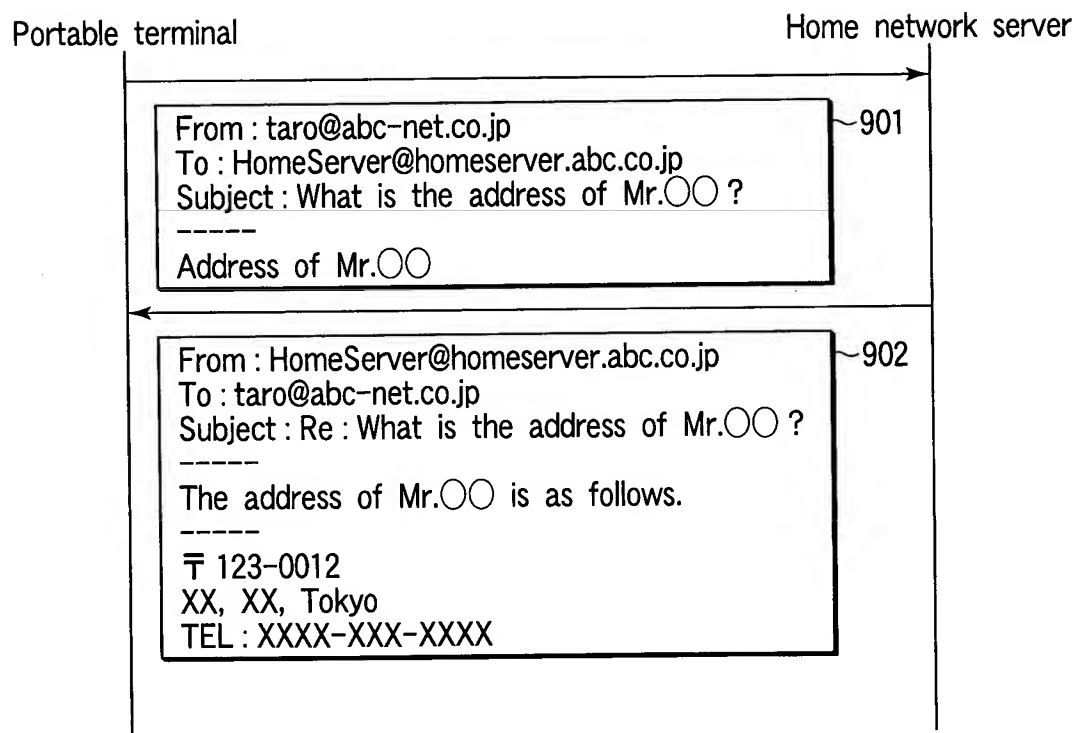 Portable terminal
Home network server
From : taro@abc-net.co.jp
To : HomeServer@homeserver.abc.co.jp
Subject : What is the address of Mr.○○ ?
-----
Address of Mr.○○
901
From : HomeServer@homeserver.abc.co.jp
To : taro@abc-net.co.jp
Subject : Re : What is the address of Mr.○○ ?
-----
The address of Mr.○○ is as follows.
-----
〒 123-0012
XX, XX, Tokyo
TEL : XXXX-XXX-XXXX
902